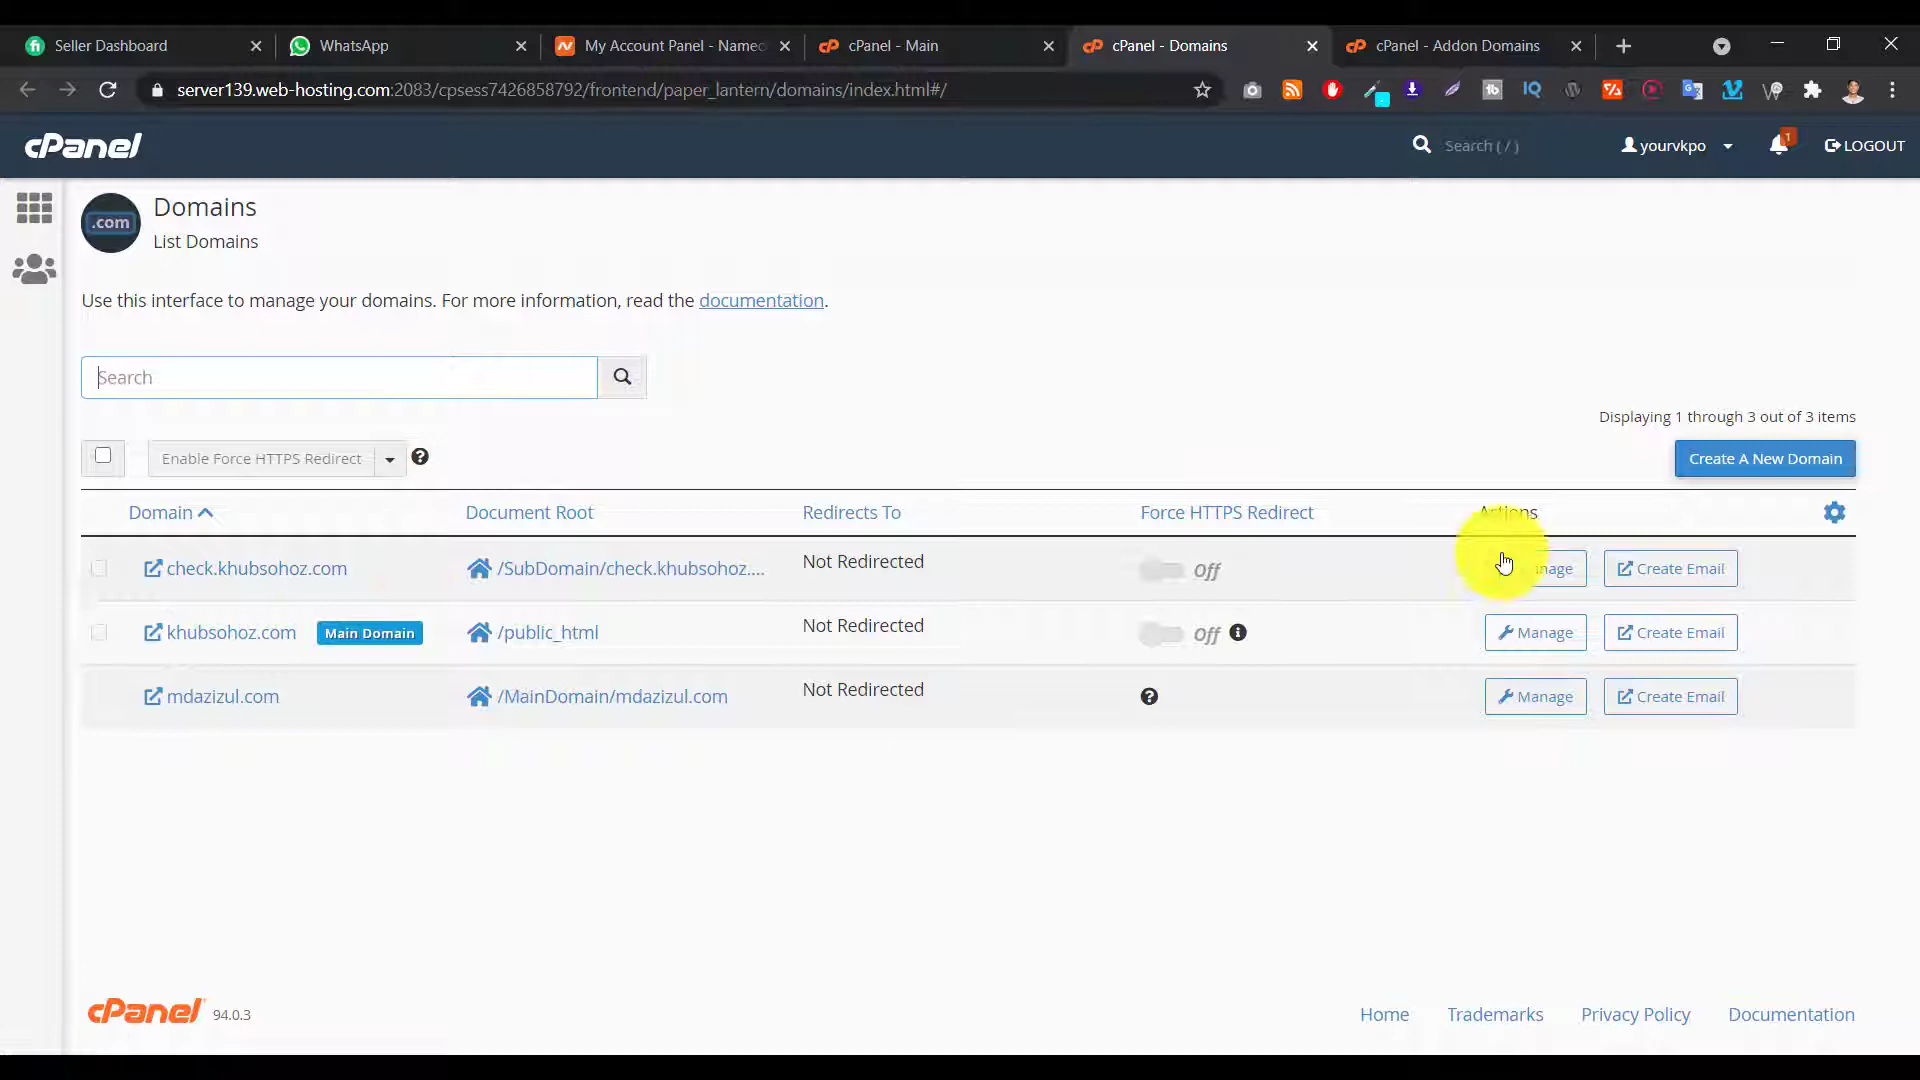 Seller Dashboard
WhatsApp
My Account Panel - Namec
cPanel - Main
cPanel - Domains
cPanel - Addon Domains
server139.web-hosting.com:2083/cpsess7426858792/frontend/paper_lantern/domains/index.html#/
cPanel
Search ( / )
yourvkpo
1
LOGOUT
.com
Domains
List Domains
Use this interface to manage your domains. For more information, read the documentation.
Search
Displaying 1 through 3 out of 3 items
Enable Force HTTPS Redirect
Create A New Domain
Domain Document Root Redirects To Force HTTPS Redirect Actions
check.khubsohoz.com /SubDomain/check.khubsohoz.... Not Redirected Off Create Email
khubsohoz.com Main Domain /public_html Not Redirected Off Manage Create Email
mdazizul.com /MainDomain/mdazizul.com Not Redirected Manage Create Email
cPanel 94.0.3
Home Trademarks Privacy Policy Documentation